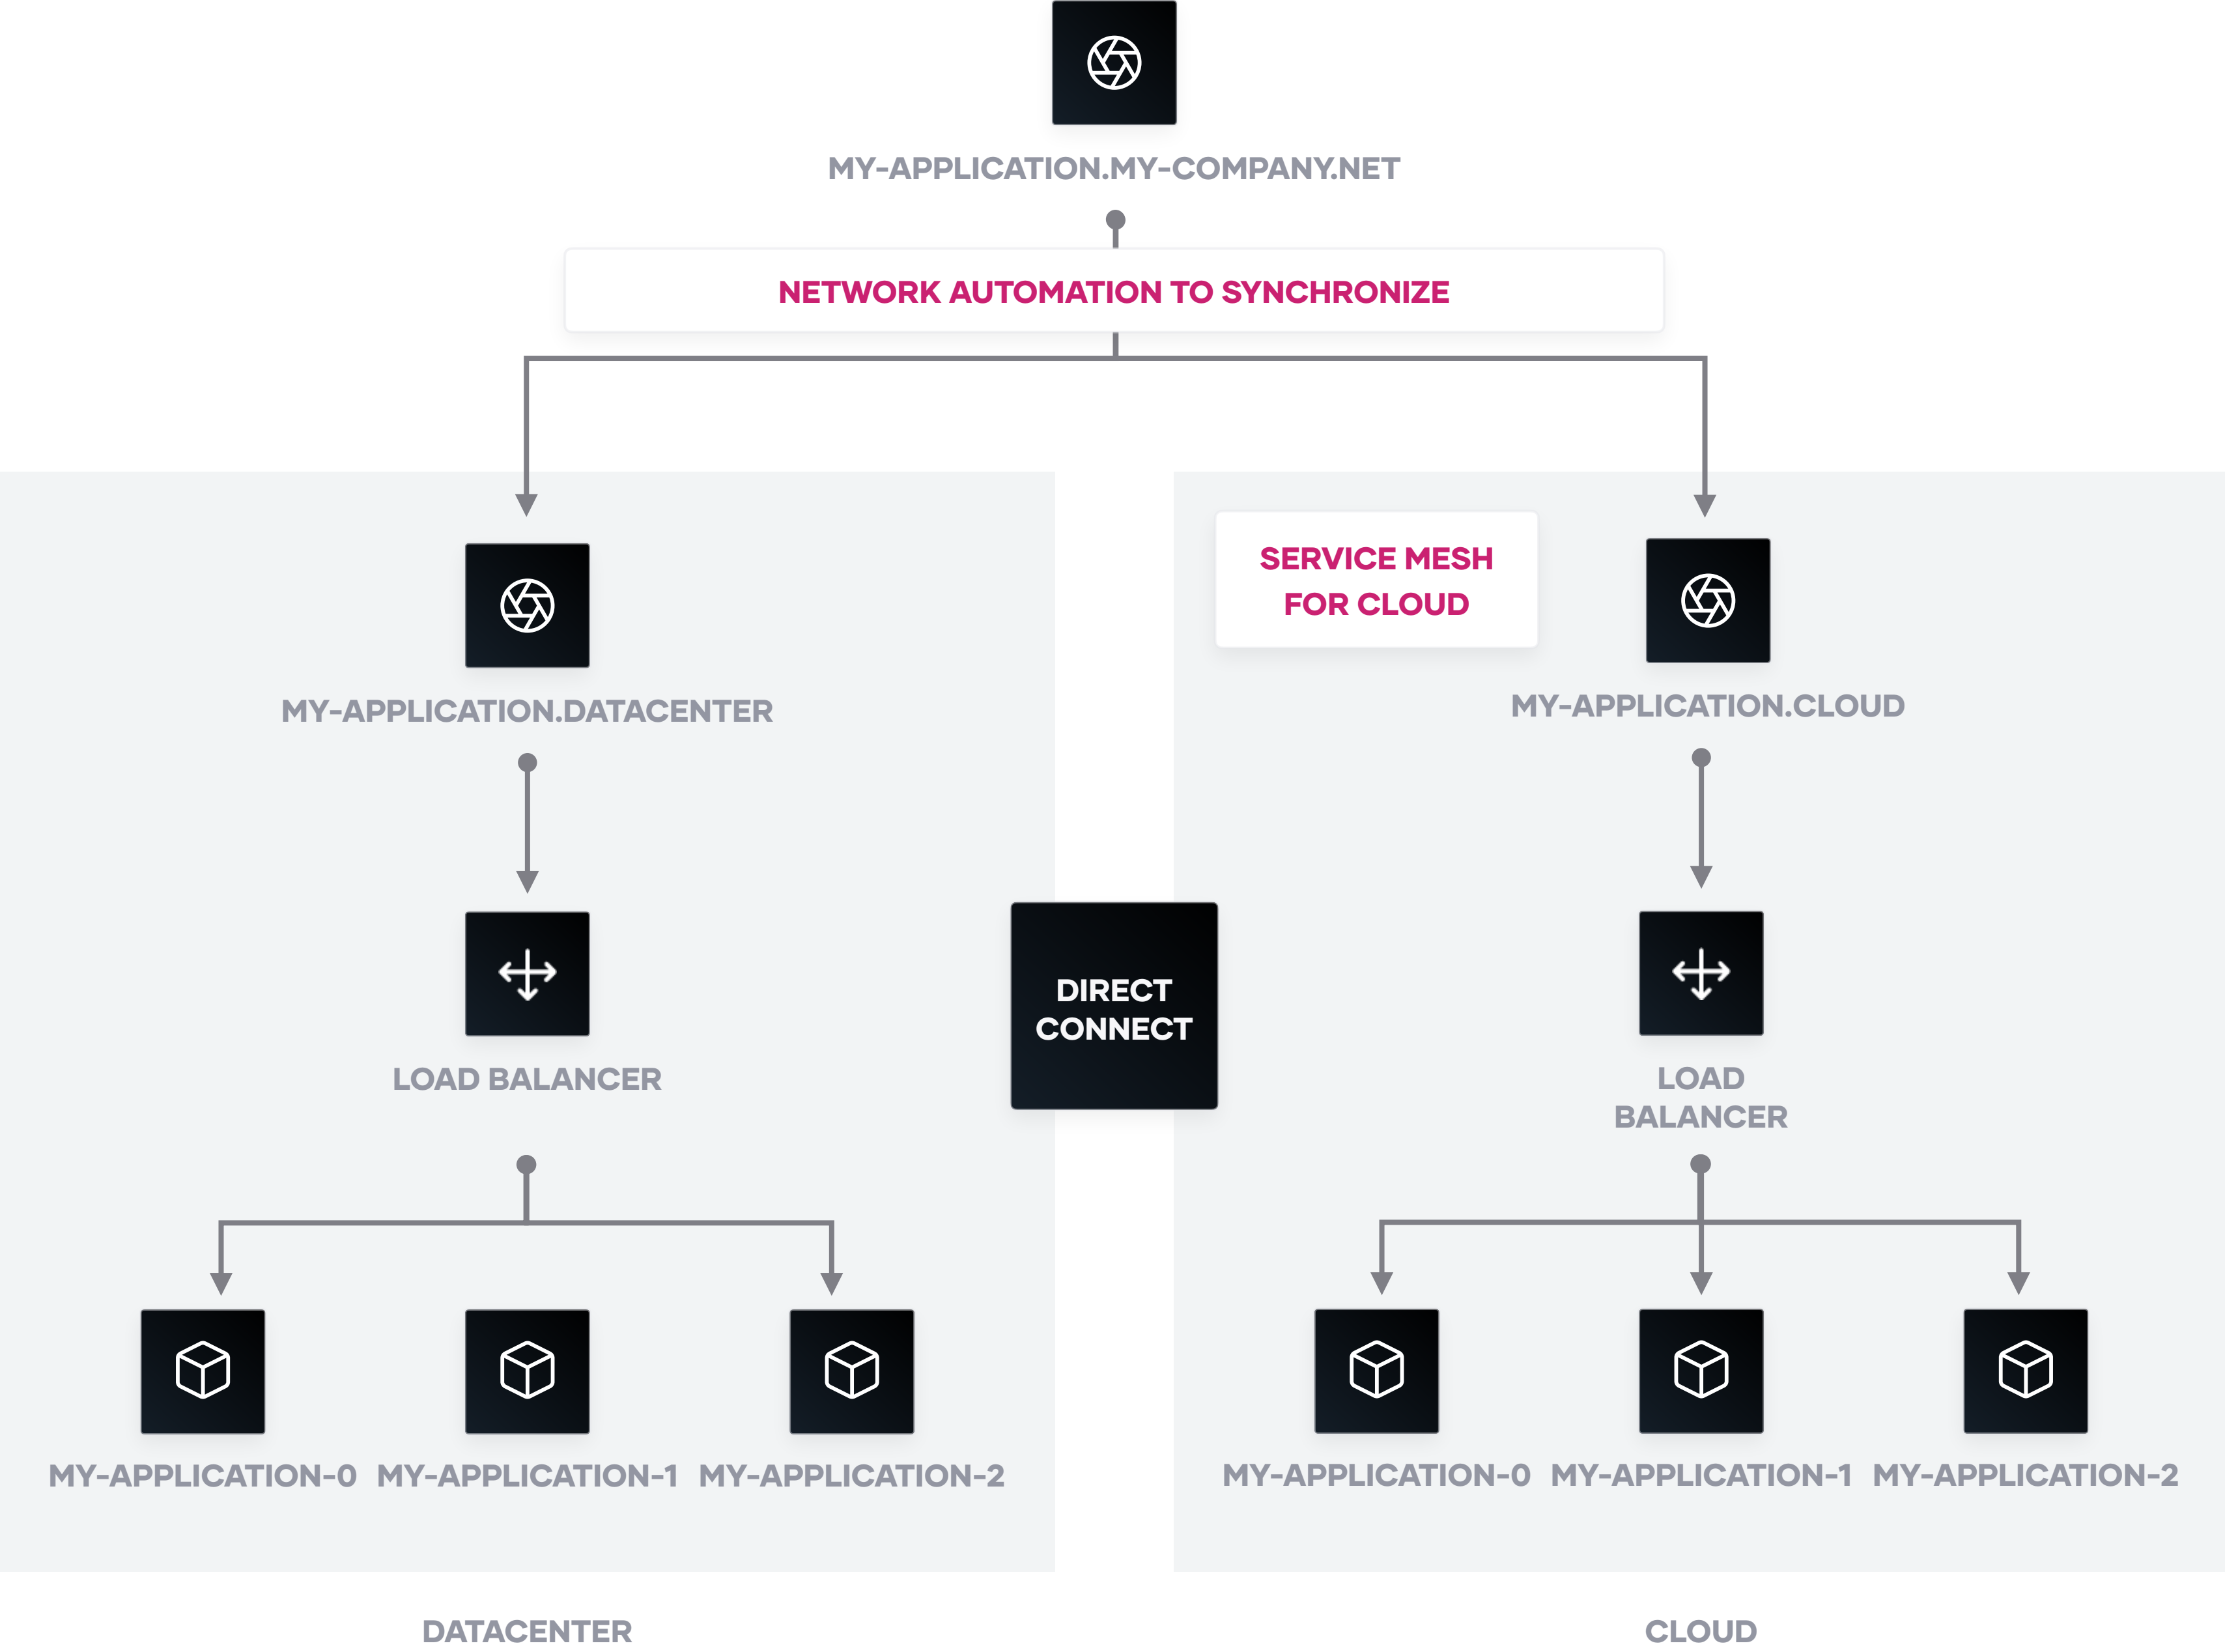 MY-APPLICATION.MY-COMPANY.NET
NETWORK AUTOMATION TO SYNCHRONIZE
SERVICE MESH
FOR CLOUD
MY-APPLICATION.DATACENTER
MY-APPLICATION.CLOUD
DIRECT
CONNECT
LOAD BALANCER
LOAD
BALANCER
MY-APPLICATION-0
MY-APPLICATION-1
MY-APPLICATION-2
MY-APPLICATION-0
MY-APPLICATION-1
MY-APPLICATION-2
DATACENTER
CLOUD